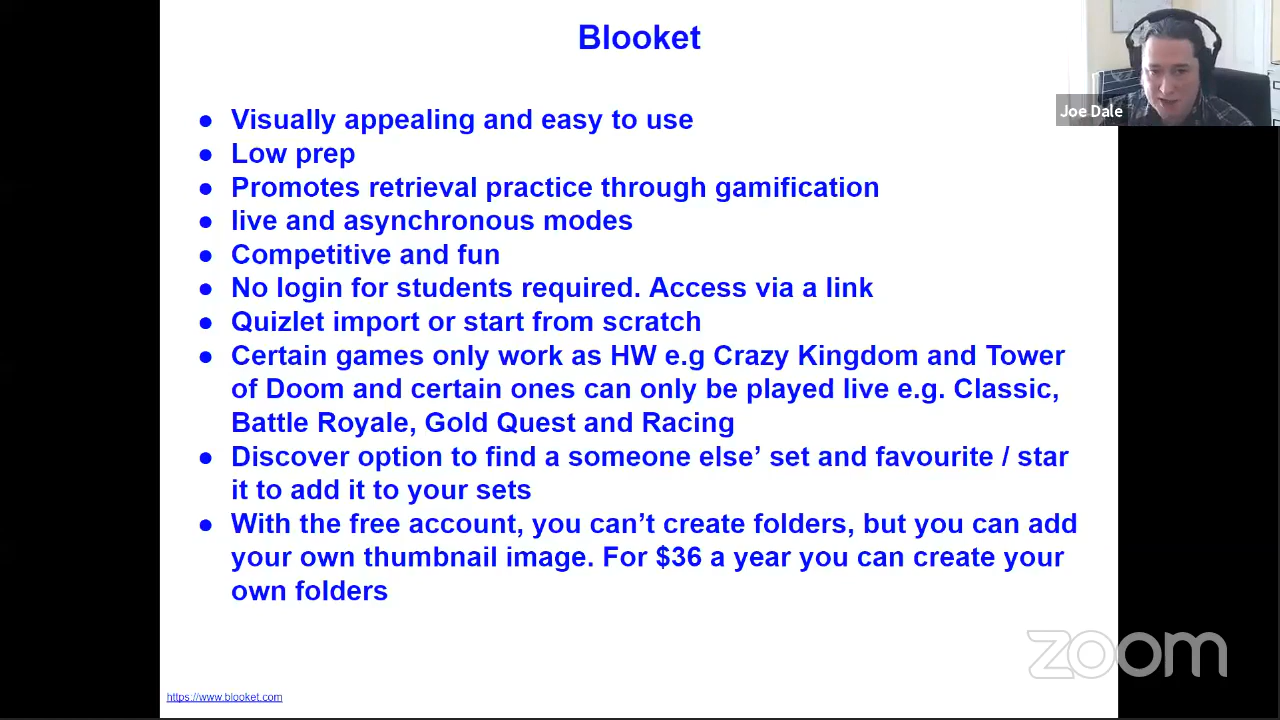 Blooket
Joe Dale
● Visually appealing and easy to use
● Low prep
● Promotes retrieval practice through gamification
● live and asynchronous modes
● Competitive and fun
● No login for students required. Access via a link
● Quizlet import or start from scratch
● Certain games only work as HW e.g Crazy Kingdom and Tower
of Doom and certain ones can only be played live e.g. Classic,
Battle Royale, Gold Quest and Racing
● Discover option to find a someone else’ set and favourite / star
it to add it to your sets
● With the free account, you can’t create folders, but you can add
your own thumbnail image. For $36 a year you can create your
own folders
zoom
https://www.blooket.com